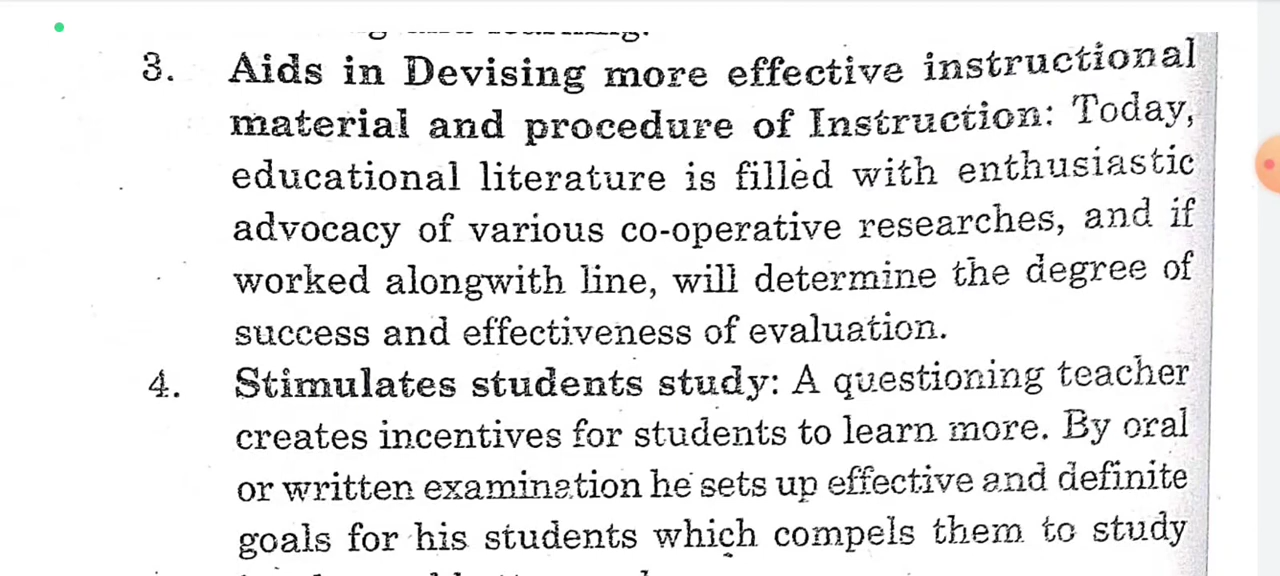 3. Aids in Devising more effective instructional
material and procedure of Instruction: Today,
educational literature is filled with enthusiastic
advocacy of various co-operative researches, and if
worked alongwith line, will determine the degree of
success and effectiveness of evaluation.
4. Stimulates students study: A questioning teacher
creates incentives for students to learn more. By oral
or written examination he sets up effective and definite
goals for his students which compels them to study